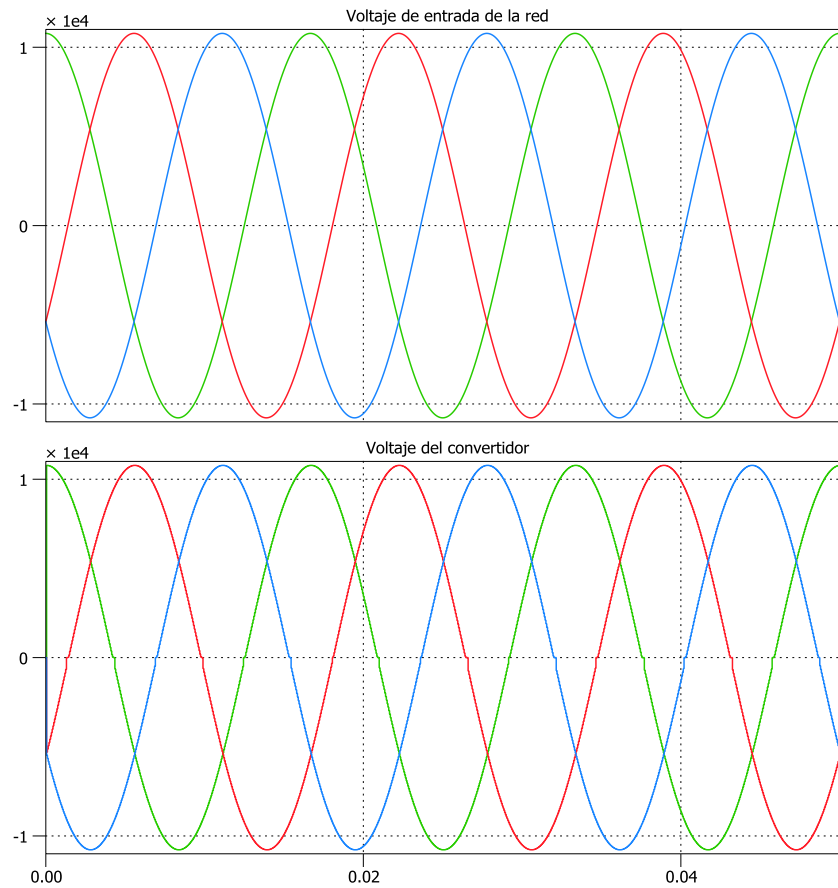 Voltaje de entrada de la red
× 1e4
1
0
-1
Voltaje del convertidor
× 1e4
1
0
-1
0.00 0.02 0.04